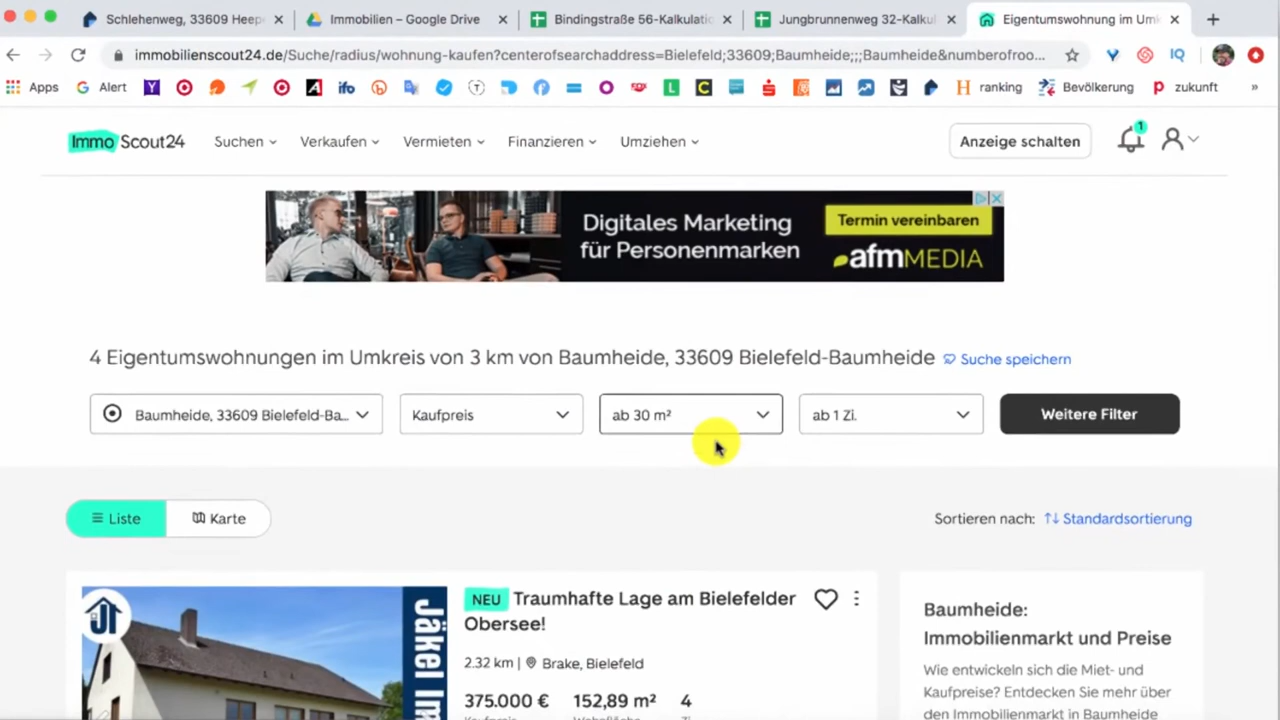 Schlehenweg, 33609 Heep
Immobilien – Google Drive
Bindingstraße 56-Kalkulati
Jungbrunnenweg 32-Kalkul
Eigentumswohnung im Um
immobilienscout24.de/Suche/radius/wohnung-kaufen?centerofsearchaddress=Bielefeld;33609;Baumheide;;;Baumheide&numberofroo...
Apps
Alert
ifo
ranking
Bevölkerung
zukunft
»
ImmoScout24
Suchen
Verkaufen
Vermieten
Finanzieren
Umziehen
Anzeige schalten
1
Digitales Marketing
für Personenmarken
Termin vereinbaren
afmMEDIA
4 Eigentumswohnungen im Umkreis von 3 km von Baumheide, 33609 Bielefeld-Baumheide
Suche speichern
Baumheide, 33609 Bielefeld-Ba...
Kaufpreis
ab 30 m²
ab 1 Zi.
Weitere Filter
Liste
Karte
Sortieren nach: Standardsortierung
Jäkel Im
NEU Traumhafte Lage am Bielefelder
Obersee!
2.32 km | Brake, Bielefeld
375.000 € 152,89 m² 4
Kaufpreis Wohnfläche Zi.
Baumheide:
Immobilienmarkt und Preise
Wie entwickeln sich die Miet- und
Kaufpreise? Entdecken Sie mehr über
den Immobilienmarkt in Baumheide